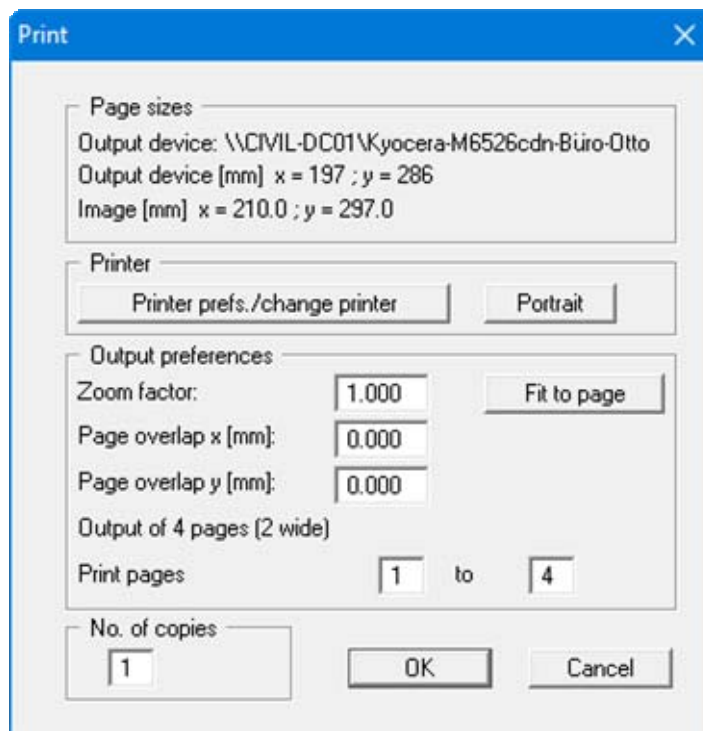 Print
Page sizes
Output device: \\CIVIL-DC01\Kyocera-M6526cdn-Büro-Otto
Output device [mm] x = 197 ; y = 286
Image [mm] x = 210.0 ; y = 297.0
Printer
Printer prefs./change printer Portrait
Output preferences
Zoom factor: 1.000 Fit to page
Page overlap x [mm]: 0.000
Page overlap y [mm]: 0.000
Output of 4 pages (2 wide)
Print pages 1 to 4
No. of copies
1 OK Cancel